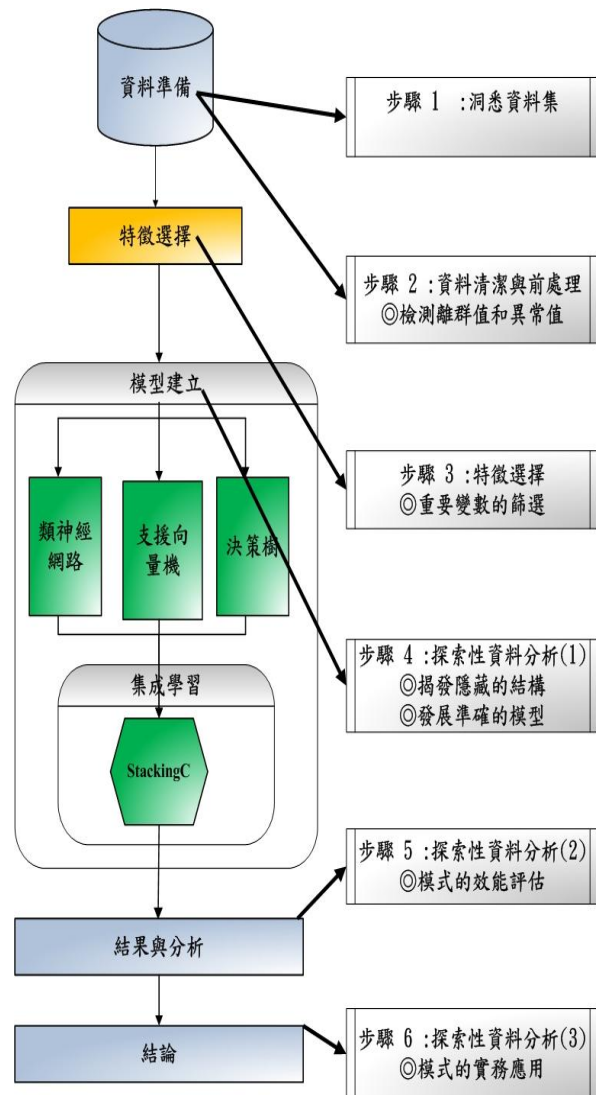 資料準備
步驟 1 :洞悉資料集
特徵選擇
步驟 2 :資料清潔與前處理
◎檢測離群值和異常值
模型建立
步驟 3 :特徵選擇
◎重要變數的篩選
類神經
網路
支援向
量機
決策樹
步驟 4 :探索性資料分析(1)
◎揭發隱藏的結構
◎發展準確的模型
集成學習
StackingC
步驟 5 :探索性資料分析(2)
◎模式的效能評估
結果與分析
步驟 6 :探索性資料分析(3)
◎模式的實務應用
結論